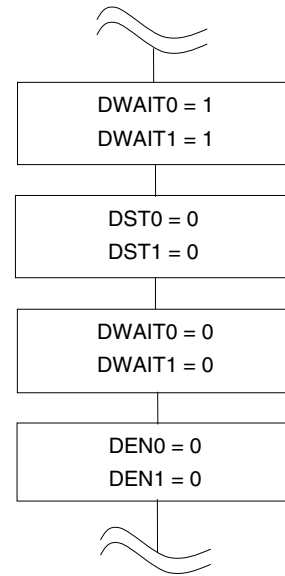 DWAIT0 = 1
DWAIT1 = 1
DST0 = 0
DST1 = 0
DWAIT0 = 0
DWAIT1 = 0
DEN0 = 0
DEN1 = 0